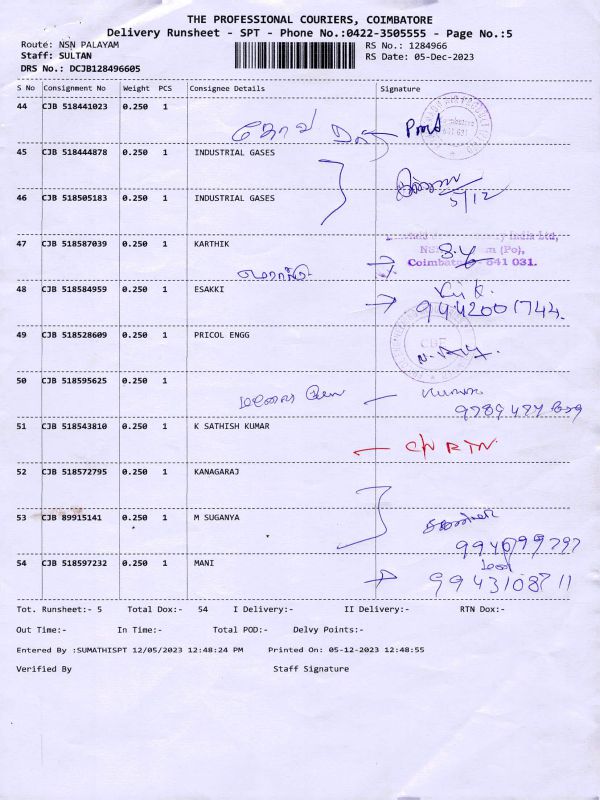 THE PROFESSIONAL COURIERS, COIMBATORE
Delivery Runsheet - SPT - Phone No.:0422-3505555 - Page No.:5
Route: NSN PALAYAM
RS No.: 1284966
Staff: SULTAN
RS Date: 05-Dec-2023
DRS No.: DCJB128496605
S No Consignment No Weight PCS Consignee Details Signature
44 CJB 518441023 0.250 1
45 CJB 518444878 0.250 1 INDUSTRIAL GASES
5/12
46 CJB 518505183 0.250 1 INDUSTRIAL GASES
47 CJB 518587039 0.250 1 KARTHIK
India Ltd,
(Po),
641 031.
48 CJB 518584959 0.250 1 ESAKKI
9442001744.
49 CJB 518528609 0.250 1 PRICOL ENGG
50 CJB 518595625 0.250 1
51 CJB 518543810 0.250 1 K SATHISH KUMAR
52 CJB 518572795 0.250 1 KANAGARAJ
53 CJB 89915141 0.250 1 M SUGANYA
54 CJB 518597232 0.250 1 MANI
Tot. Runsheet:- 5 Total Dox:- 54 I Delivery:- II Delivery:- RTN Dox:-
Out Time:- In Time:- Total POD:- Delvy Points:-
Entered By :SUMATHISPT 12/05/2023 12:48:24 PM Printed On: 05-12-2023 12:48:55
Verified By Staff Signature